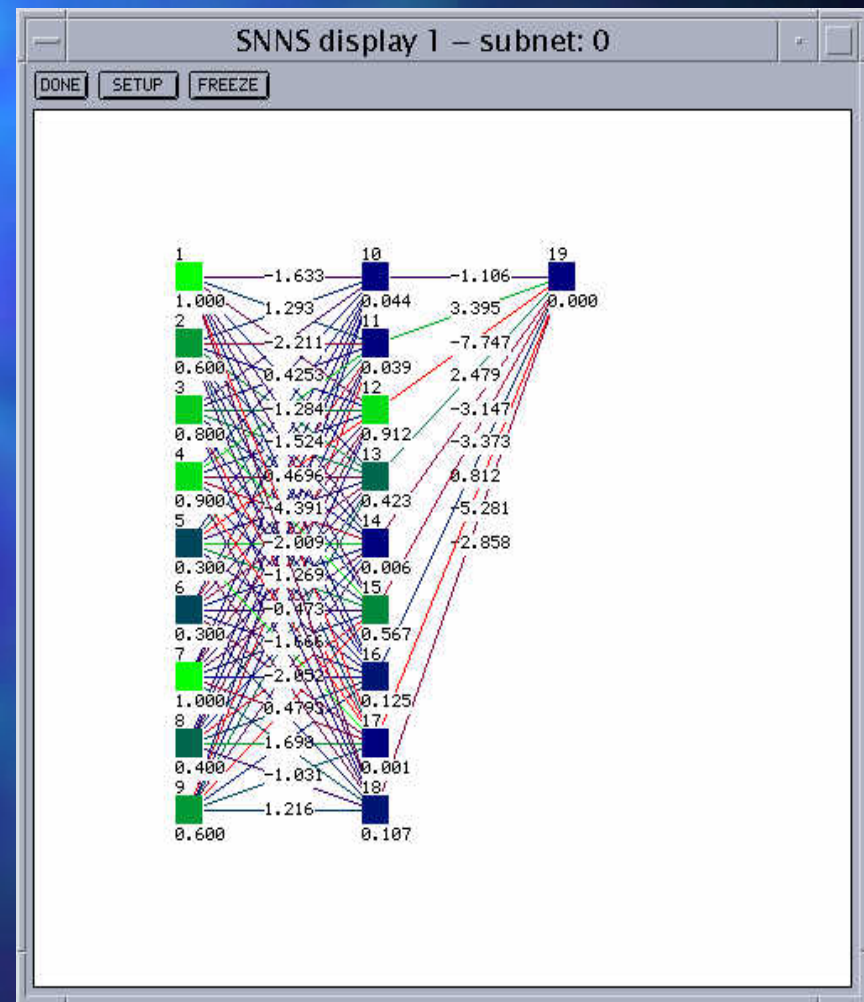 SNNS display 1 – subnet: 0
DONE SETUP FREEZE
1 10 19
-1.633 -1.106
1.000 1.293 0.044 3.395 0.000
2 11
-2.211 -7.747
0.600 0.4253 0.039 2.479
3 12
-1.284 -3.147
0.800 -1.524 0.912 -3.373
4 13
0.4696 0.812
0.900 -4.391 0.423 -5.281
5 14
-2.009 -2.858
0.300 -1.269 0.006
6 15
-0.473
0.300 -1.666 0.567
7 16
-2.052
1.000 0.4793 0.125
8 17
1.690
0.400 -1.031 0.001
9 18
1.216
0.600 0.107